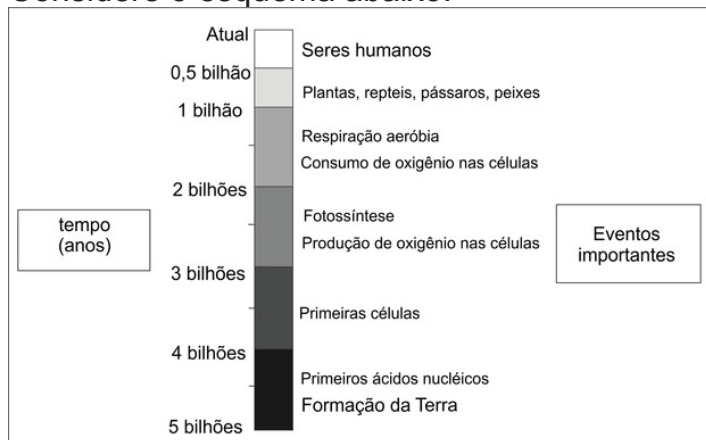 Considere o esquema abaixo:
Atual
Seres humanos
0,5 bilhão
Plantas, repteis, pássaros, peixes
1 bilhão
Respiração aeróbia
Consumo de oxigênio nas células
2 bilhões
tempo
(anos)
Fotossíntese
Produção de oxigênio nas células
Eventos
importantes
3 bilhões
Primeiras células
4 bilhões
Primeiros ácidos nucléicos
Formação da Terra
5 bilhões